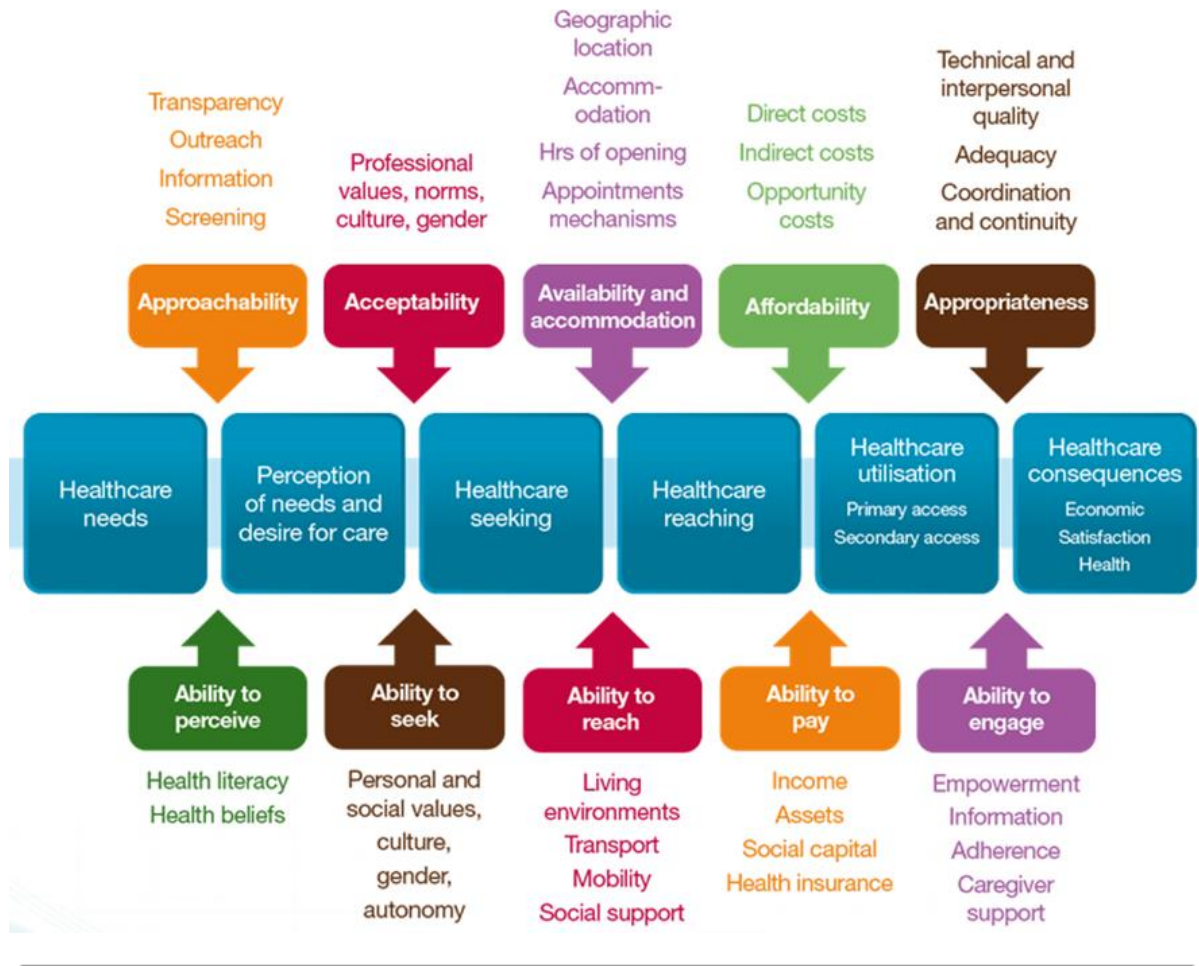 Transparency
Outreach
Information
Screening
Professional
values, norms,
culture, gender
Geographic
location
Accomm-
odation
Hrs of opening
Appointments
mechanisms
Direct costs
Indirect costs
Opportunity
costs
Technical and
interpersonal
quality
Adequacy
Coordination
and continuity
Approachability
Acceptability
Availability and
accommodation
Affordability
Appropriateness
Healthcare
needs
Perception
of needs and
desire for care
Healthcare
seeking
Healthcare
reaching
Healthcare
utilisation
Primary access
Secondary access
Healthcare
consequences
Economic
Satisfaction
Health
Ability to
perceive
Ability to
seek
Ability to
reach
Ability to
pay
Ability to
engage
Health literacy
Health beliefs
Personal and
social values,
culture,
gender,
autonomy
Living
environments
Transport
Mobility
Social support
Income
Assets
Social capital
Health insurance
Empowerment
Information
Adherence
Caregiver
support